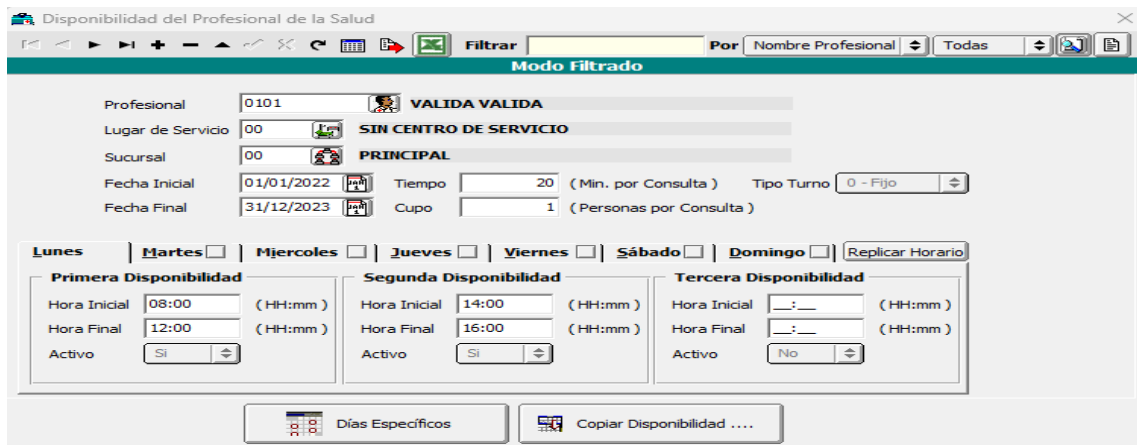 Disponibilidad del Profesional de la Salud
Filtrar Por Nombre Profesional Todas
Modo Filtrado
Profesional 0101 VALIDA VALIDA
Lugar de Servicio 00 SIN CENTRO DE SERVICIO
Sucursal 00 PRINCIPAL
Fecha Inicial 01/01/2022 Tiempo 20 ( Min. por Consulta ) Tipo Turno 0 - Fijo
Fecha Final 31/12/2023 Cupo 1 ( Personas por Consulta )
Lunes Martes Miercoles Jueves Viernes Sábado Domingo Replicar Horario
Primera Disponibilidad Segunda Disponibilidad Tercera Disponibilidad
Hora Inicial 08:00 ( HH:mm ) Hora Inicial 14:00 ( HH:mm ) Hora Inicial __:__ ( HH:mm )
Hora Final 12:00 ( HH:mm ) Hora Final 16:00 ( HH:mm ) Hora Final __:__ ( HH:mm )
Activo Si Activo Si Activo No
Días Específicos Copiar Disponibilidad ....